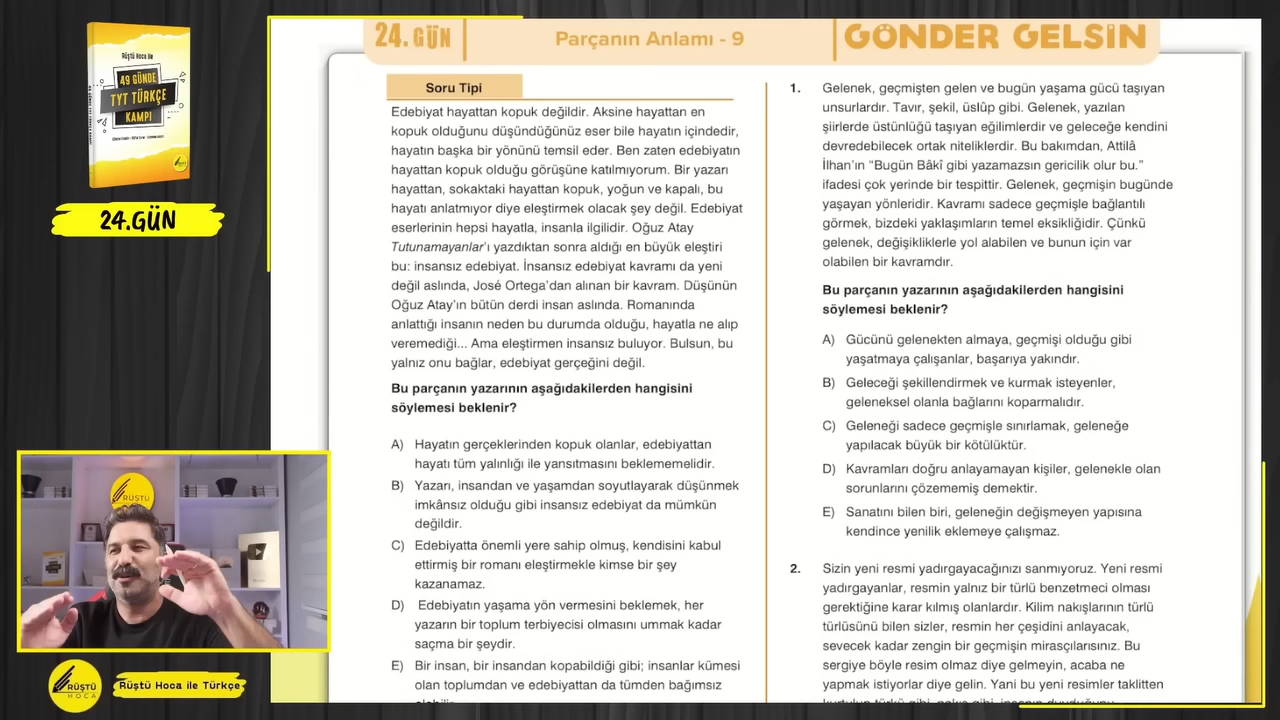 24. GÜN
Parçanın Anlamı - 9
GÖNDER GELSİN
Rüştü Hoca ile
49 GÜNDE
TYT TÜRKÇE
KAMPI
24.GÜN
Soru Tipi
Edebiyat hayattan kopuk değildir. Aksine hayattan en
kopuk olduğunu düşündüğünüz eser bile hayatın içindedir,
hayatın başka bir yönünü temsil eder. Ben zaten edebiyatın
hayattan kopuk olduğu görüşüne katılmıyorum. Bir yazarı
hayattan, sokaktaki hayattan kopuk, yoğun ve kapalı, bu
hayatı anlatmıyor diye eleştirmek olacak şey değil. Edebiyat
eserlerinin hepsi hayatla, insanla ilgilidir. Oğuz Atay
Tutunamayanlar'ı yazdıktan sonra aldığı en büyük eleştiri
bu: insansız edebiyat. İnsansız edebiyat kavramı da yeni
değil aslında, José Ortega'dan alınan bir kavram. Düşünün
Oğuz Atay'ın bütün derdi insan aslında. Romanında
anlattığı insanın neden bu durumda olduğu, hayatla ne alıp
veremediği... Ama eleştirmen insansız buluyor. Bulsun, bu
yalnız onu bağlar, edebiyat gerçeğini değil.
Bu parçanın yazarının aşağıdakilerden hangisini
söylemesi beklenir?
A) Hayatın gerçeklerinden kopuk olanlar, edebiyattan
hayatı tüm yalınlığı ile yansıtmasını beklememelidir.
B) Yazarı, insandan ve yaşamdan soyutlayarak düşünmek
imkânsız olduğu gibi insansız edebiyat da mümkün
değildir.
C) Edebiyatta önemli yere sahip olmuş, kendisini kabul
ettirmiş bir romanı eleştirmekle kimse bir şey
kazanamaz.
D) Edebiyatın yaşama yön vermesini beklemek, her
yazarın bir toplum terbiyecisi olmasını ummak kadar
saçma bir şeydir.
E) Bir insan, bir insandan kopabildiği gibi; insanlar kümesi
olan toplumdan ve edebiyattan da tümden bağımsız
1. Gelenek, geçmişten gelen ve bugün yaşama gücü taşıyan
unsurlardır. Tavır, şekil, üslûp gibi. Gelenek, yazılan
şiirlerde üstünlüğü taşıyan eğilimlerdir ve geleceğe kendini
devredebilecek ortak niteliklerdir. Bu bakımdan, Attilâ
İlhan'ın "Bugün Bâkî gibi yazamazsın gericilik olur bu."
ifadesi çok yerinde bir tespittir. Gelenek, geçmişin bugünde
yaşayan yönleridir. Kavramı sadece geçmişle bağlantılı
görmek, bizdeki yaklaşımların temel eksikliğidir. Çünkü
gelenek, değişikliklerle yol alabilen ve bunun için var
olabilen bir kavramdır.
Bu parçanın yazarının aşağıdakilerden hangisini
söylemesi beklenir?
A) Gücünü gelenekten almaya, geçmişi olduğu gibi
yaşatmaya çalışanlar, başarıya yakındır.
B) Geleceği şekillendirmek ve kurmak isteyenler,
geleneksel olanla bağlarını koparmalıdır.
C) Geleneği sadece geçmişle sınırlamak, geleneğe
yapılacak büyük bir kötülüktür.
D) Kavramları doğru anlayamayan kişiler, gelenekle olan
sorunlarını çözememiş demektir.
E) Sanatını bilen biri, geleneğin değişmeyen yapısına
kendince yenilik eklemeye çalışmaz.
2. Sizin yeni resmi yadırgayacağınızı sanmıyoruz. Yeni resmi
yadırgayanlar, resmin yalnız bir türlü benzetmeci olması
gerektiğine karar kılmış olanlardır. Kilim nakışlarının türlü
türlüsünü bilen sizler, resmin her çeşidini anlayacak,
sevecek kadar zengin bir geçmişin mirasçılarısınız. Bu
sergiye böyle resim olmaz diye gelmeyin, acaba ne
yapmak istiyorlar diye gelin. Yani bu yeni resimler taklitten
RÜŞTÜ
RÜŞTÜ
HOCA
Rüştü Hoca ile Türkçe